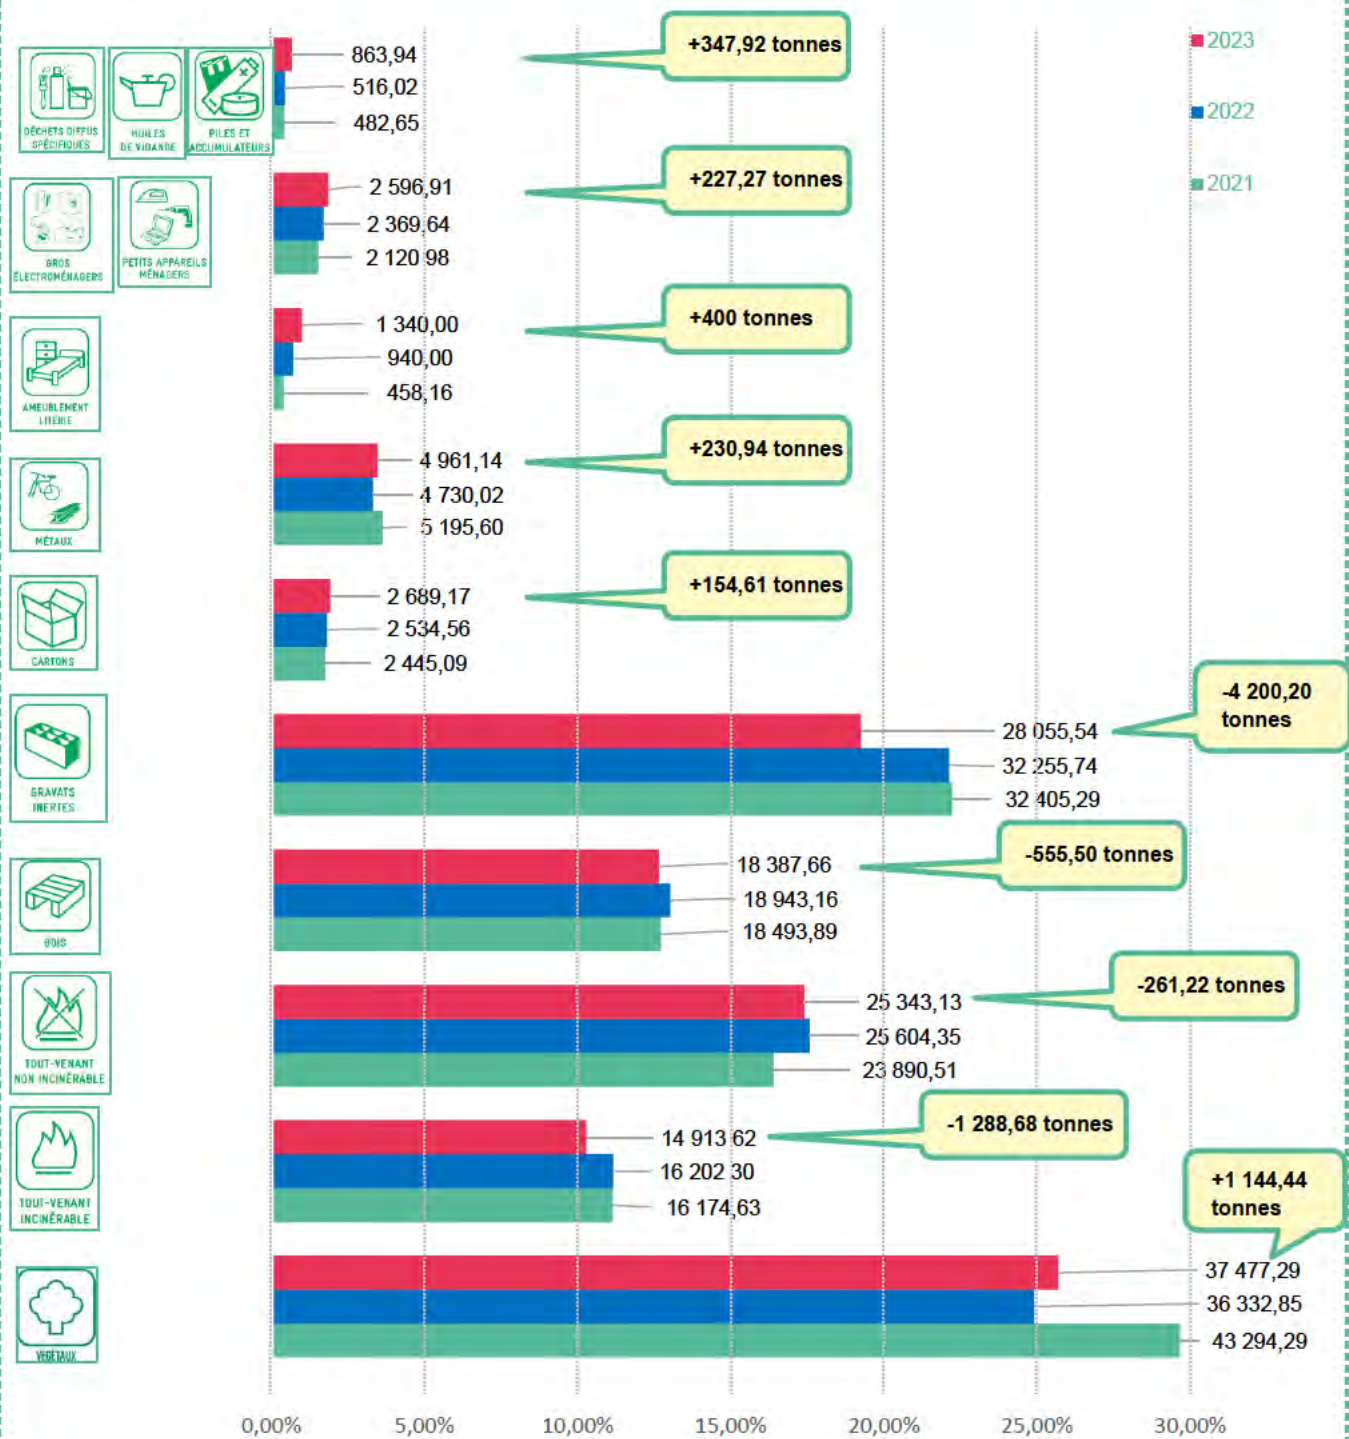 2023
2022
2021
DÉCHETS DIFFUS
SPÉCIFIQUES
HUILES
DE VIDANGE
PILES ET
ACCUMULATEURS
863,94
516,02
482,65
+347,92 tonnes
GROS
ÉLECTROMÉNAGERS
PETITS APPAREILS
MÉNAGERS
2 596,91
2 369,64
2 120,98
+227,27 tonnes
AMEUBLEMENT
LITERIE
1 340,00
940,00
458,16
+400 tonnes
MÉTAUX
4 961,14
4 730,02
5 195,60
+230,94 tonnes
CARTONS
2 689,17
2 534,56
2 445,09
+154,61 tonnes
GRAVATS
INERTES
28 055,54
32 255,74
32 405,29
-4 200,20
tonnes
BOIS
18 387,66
18 943,16
18 493,89
-555,50 tonnes
TOUT-VENANT
NON INCINÉRABLE
25 343,13
25 604,35
23 890,51
-261,22 tonnes
TOUT-VENANT
INCINÉRABLE
14 913,62
16 202,30
16 174,63
-1 288,68 tonnes
VÉGÉTAUX
37 477,29
36 332,85
43 294,29
+1 144,44
tonnes
0,00% 5,00% 10,00% 15,00% 20,00% 25,00% 30,00%